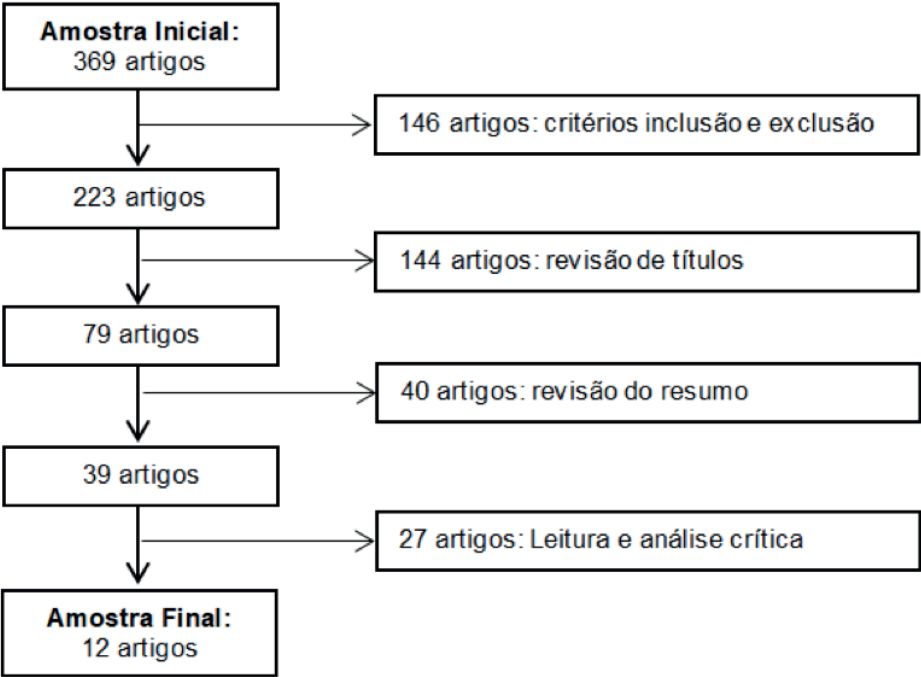 Amostra Inicial:
369 artigos
146 artigos: critérios inclusão e exclusão
223 artigos
144 artigos: revisão de títulos
79 artigos
40 artigos: revisão do resumo
39 artigos
27 artigos: Leitura e análise crítica
Amostra Final:
12 artigos